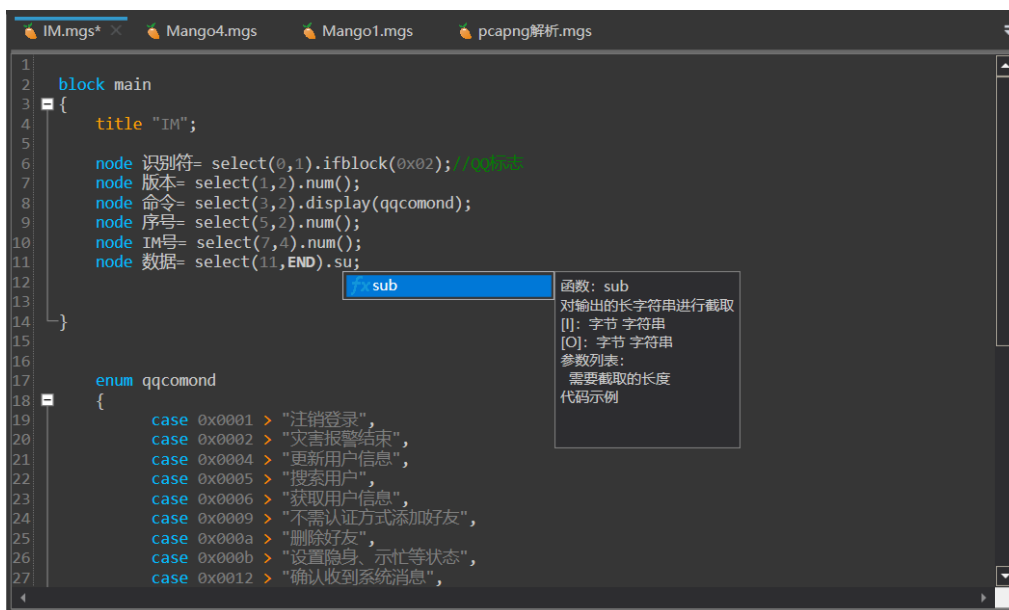 IM.mgs* Mango4.mgs Mango1.mgs pcapng解析.mgs
1
2 block main
3 {
4 title "IM";
5
6 node 识别符= select(0,1).ifblock(0x02);//QQ标志
7 node 版本= select(1,2).num();
8 node 命令= select(3,2).display(qqcomond);
9 node 序号= select(5,2).num();
10 node IM号= select(7,4).num();
11 node 数据= select(11,END).su;
12
fx sub
函数: sub
对输出的长字符串进行截取
[I]: 字节 字符串
[O]: 字节 字符串
参数列表:
需要截取的长度
代码示例
13
14 }
15
16
17 enum qqcomond
18 {
19 case 0x0001 > "注销登录",
20 case 0x0002 > "灾害报警结束",
21 case 0x0004 > "更新用户信息",
22 case 0x0005 > "搜索用户",
23 case 0x0006 > "获取用户信息",
24 case 0x0009 > "不需认证方式添加好友",
25 case 0x000a > "删除好友",
26 case 0x000b > "设置隐身、示忙等状态",
27 case 0x0012 > "确认收到系统消息",